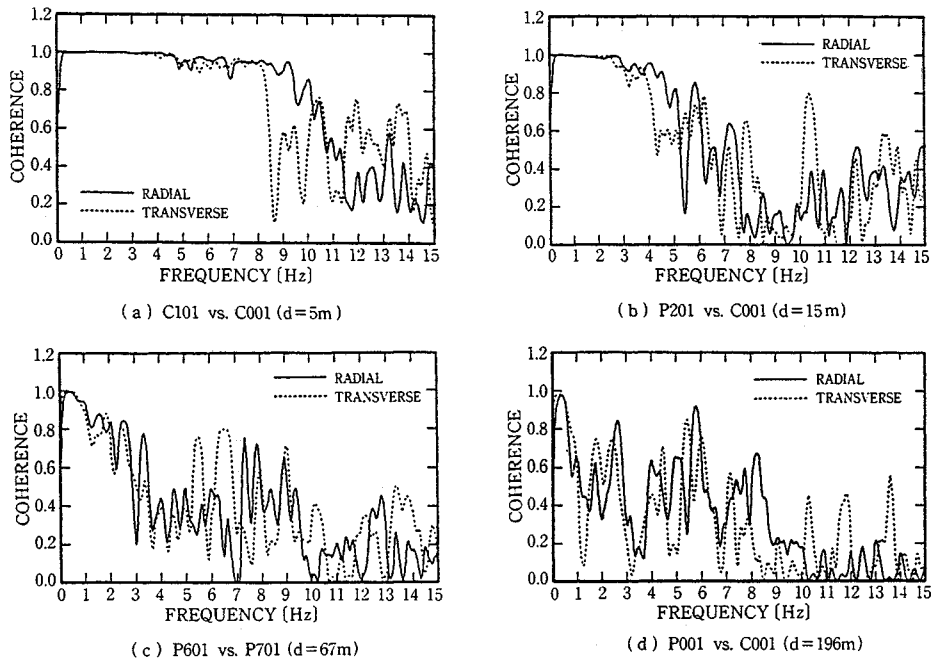 1.2
1.0
0.8
0.6
0.4
0.2
0.0
COHERENCE
RADIAL
TRANSVERSE
0 1 2 3 4 5 6 7 8 9 10 11 12 13 14 15
FREQUENCY [Hz]
(a) C101 vs. C001 (d=5m)
1.2
1.0
0.8
0.6
0.4
0.2
0.0
COHERENCE
RADIAL
TRANSVERSE
0 1 2 3 4 5 6 7 8 9 10 11 12 13 14 15
FREQUENCY [Hz]
(b) P201 vs. C001 (d=15m)
1.2
1.0
0.8
0.6
0.4
0.2
0.0
COHERENCE
RADIAL
TRANSVERSE
0 1 2 3 4 5 6 7 8 9 10 11 12 13 14 15
FREQUENCY [Hz]
(c) P601 vs. P701 (d=67m)
1.2
1.0
0.8
0.6
0.4
0.2
0.0
COHERENCE
RADIAL
TRANSVERSE
0 1 2 3 4 5 6 7 8 9 10 11 12 13 14 15
FREQUENCY [Hz]
(d) P001 vs. C001 (d=196m)